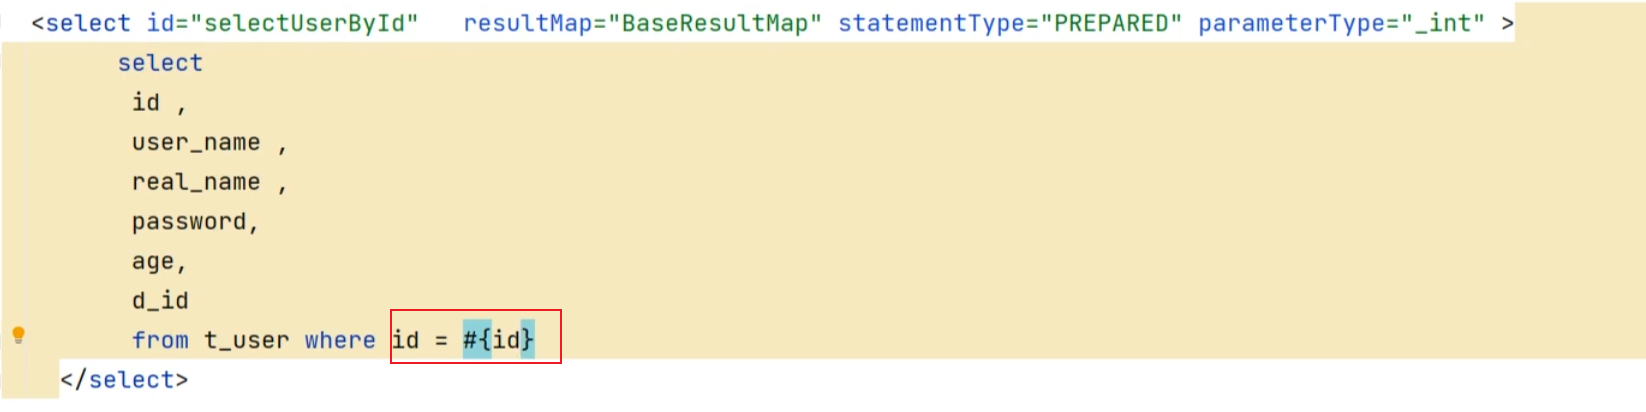 <select id="selectUserById"   resultMap="BaseResultMap" statementType="PREPARED" parameterType="_int" >
select
id ,
user_name ,
real_name ,
password,
age,
d_id
from t_user where id = #{id}
</select>